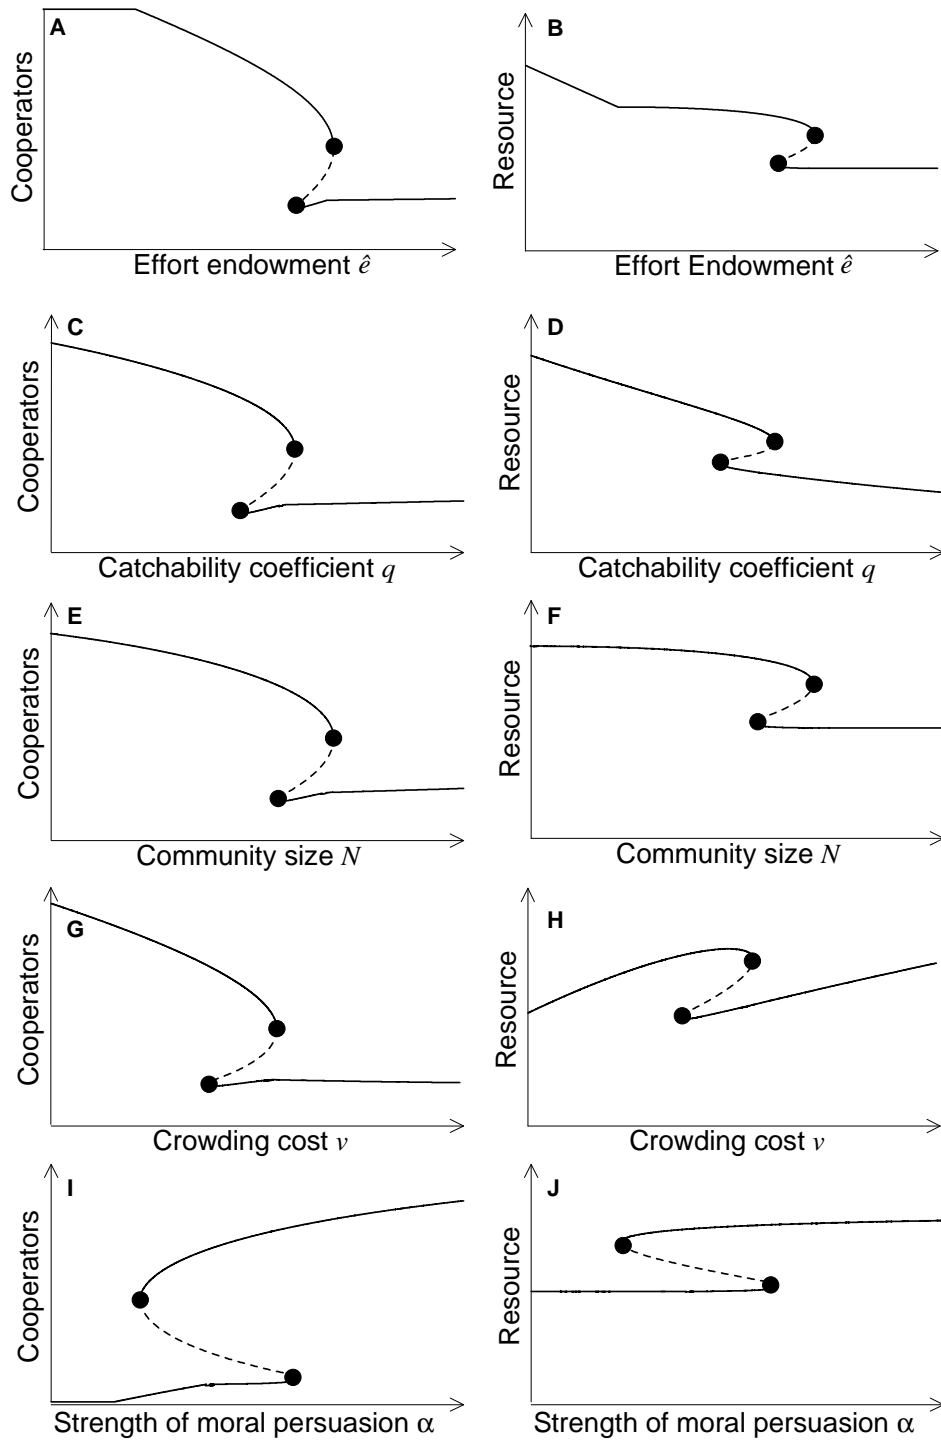 A
Cooperators
Effort endowment ê
B
Resource
Effort Endowment ê
C
Cooperators
Catchability coefficient q
D
Resource
Catchability coefficient q
E
Cooperators
Community size N
F
Resource
Community size N
G
Cooperators
Crowding cost v
H
Resource
Crowding cost v
I
Cooperators
Strength of moral persuasion α
J
Resource
Strength of moral persuasion α